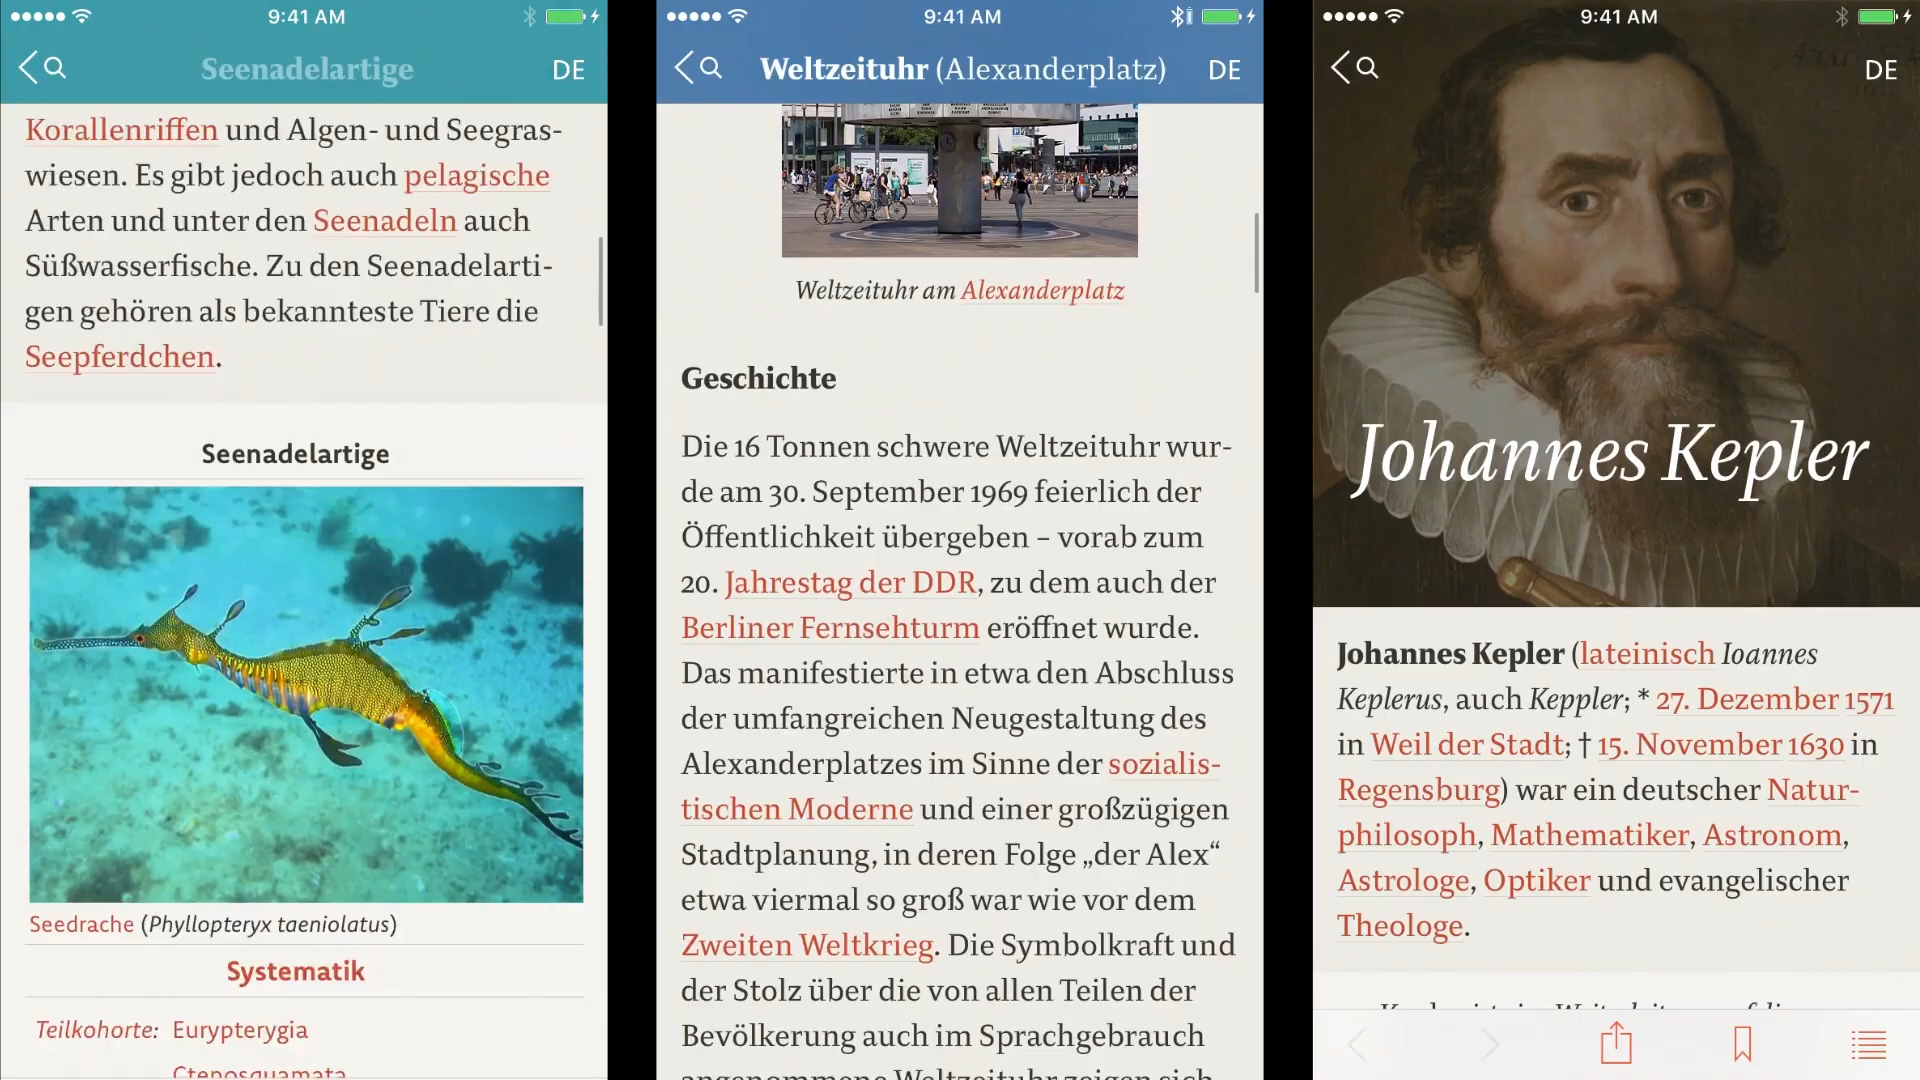 9:41 AM
Seenadelartige
DE
Korallenriffen und Algen- und Seegras-
wiesen. Es gibt jedoch auch pelagische
Arten und unter den Seenadeln auch
Süßwasserfische. Zu den Seenadelarti-
gen gehören als bekannteste Tiere die
Seepferdchen.
Seenadelartige
Seedrache (Phyllopteryx taeniolatus)
Systematik
Teilkohorte: Eurypterygia
Ctenosquamata
9:41 AM
Weltzeituhr (Alexanderplatz)
DE
Weltzeituhr am Alexanderplatz
Geschichte
Die 16 Tonnen schwere Weltzeituhr wur-
de am 30. September 1969 feierlich der
Öffentlichkeit übergeben – vorab zum
20. Jahrestag der DDR, zu dem auch der
Berliner Fernsehturm eröffnet wurde.
Das manifestierte in etwa den Abschluss
der umfangreichen Neugestaltung des
Alexanderplatzes im Sinne der sozialis-
tischen Moderne und einer großzügigen
Stadtplanung, in deren Folge „der Alex“
etwa viermal so groß war wie vor dem
Zweiten Weltkrieg. Die Symbolkraft und
der Stolz über die von allen Teilen der
Bevölkerung auch im Sprachgebrauch
angenommene Weltzeituhr zeigen sich
9:41 AM
DE
Johannes Kepler
Johannes Kepler (lateinisch Ioannes
Keplerus, auch Keppler; * 27. Dezember 1571
in Weil der Stadt; † 15. November 1630 in
Regensburg) war ein deutscher Natur-
philosoph, Mathematiker, Astronom,
Astrologe, Optiker und evangelischer
Theologe.